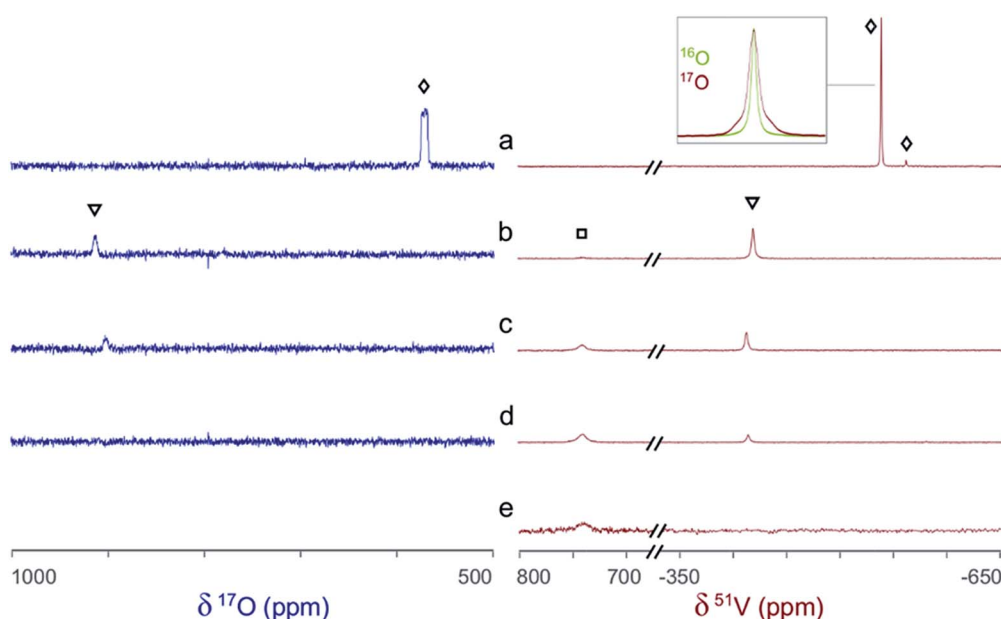 ¹⁶O
¹⁷O
a
b
c
d
e
1000 500 800 700 -350 -650
δ ¹⁷O (ppm) δ ⁵¹V (ppm)